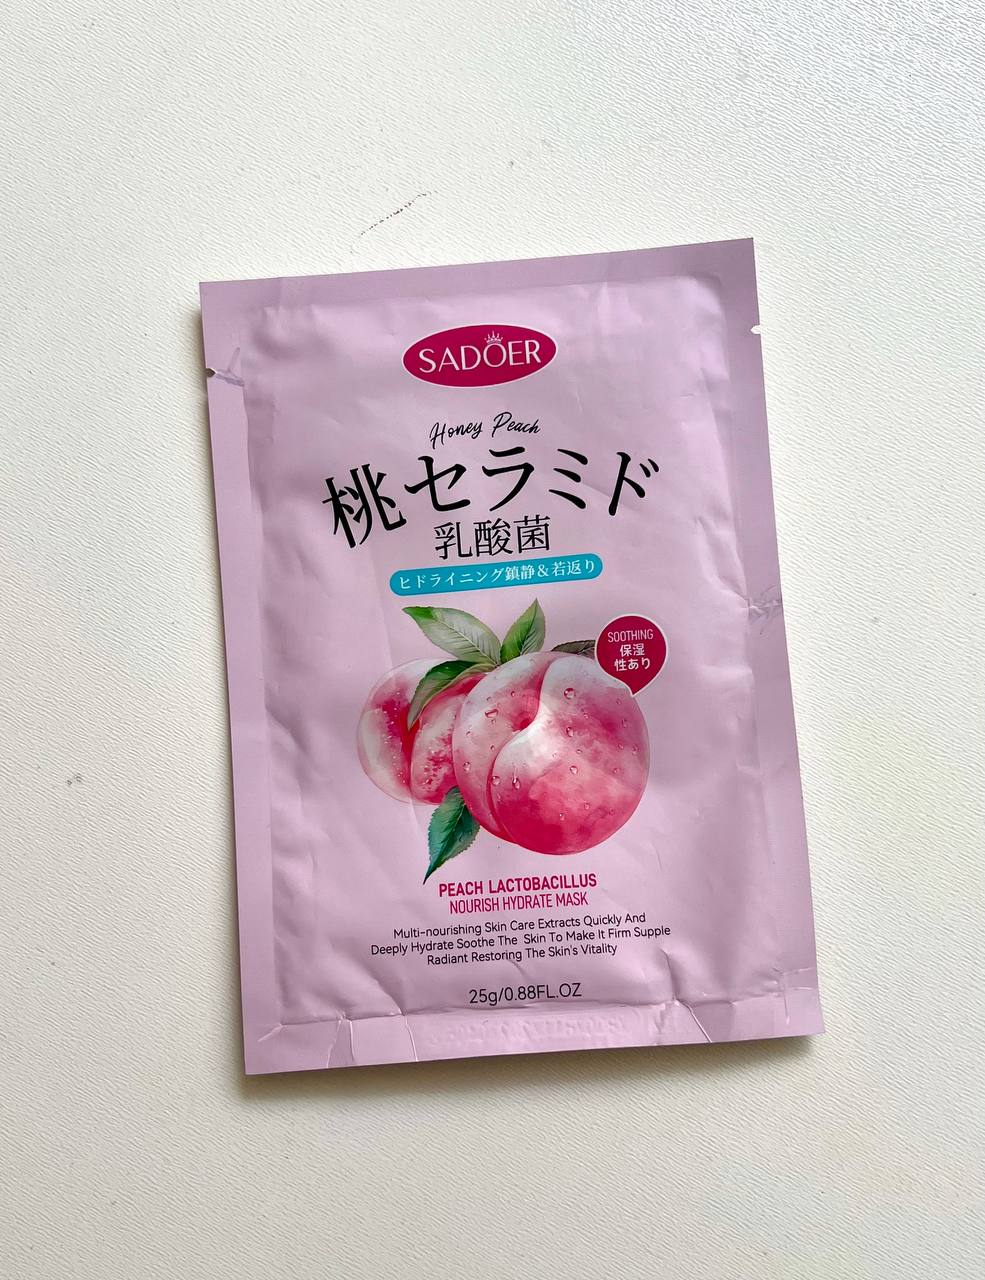 SADOER
Honey Peach
桃セラミド
乳酸菌
ヒドライニング鎮静&若返り
SOOTHING
保湿
性あり
PEACH LACTOBACILLUS
NOURISH HYDRATE MASK
Multi-nourishing Skin Care Extracts Quickly And
Deeply Hydrate Soothe The Skin To Make It Firm Supple
Radiant Restoring The Skin's Vitality
25g/0.88FL.OZ